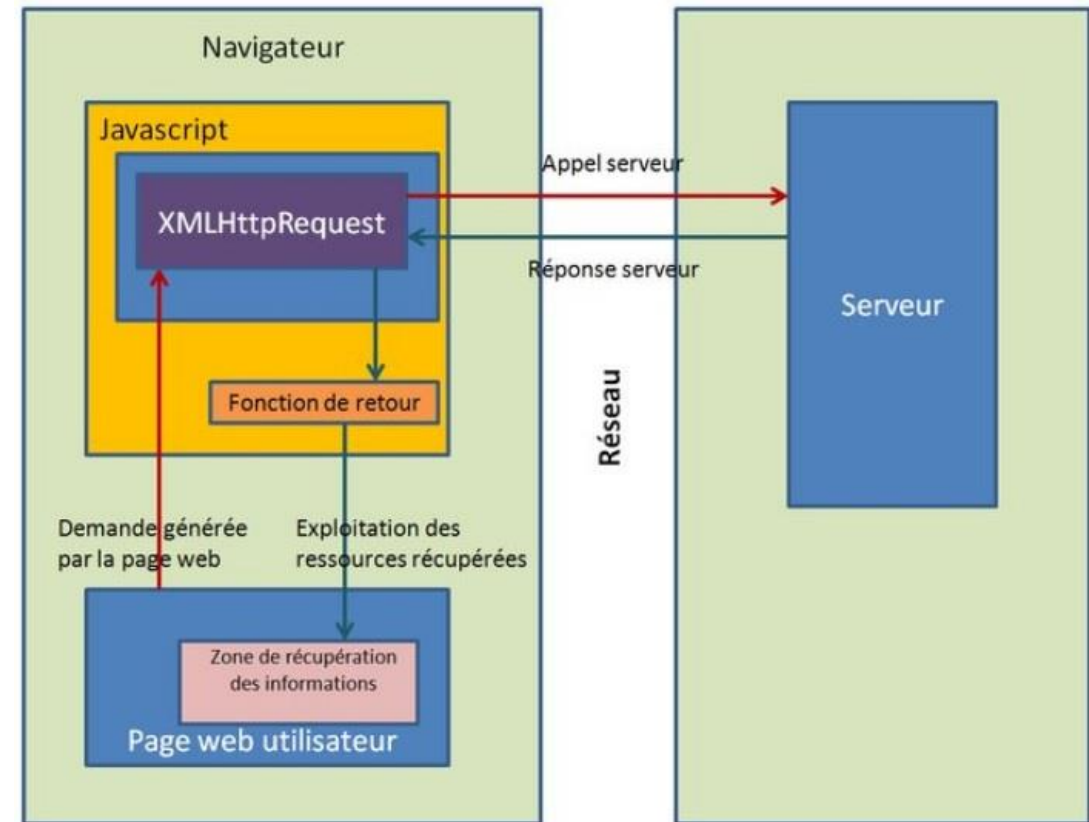 Navigateur
Javascript
XMLHttpRequest
Appel serveur
Réponse serveur
Serveur
Fonction de retour
Réseau
Demande générée
par la page web
Exploitation des
ressources récupérées
Zone de récupération
des informations
Page web utilisateur